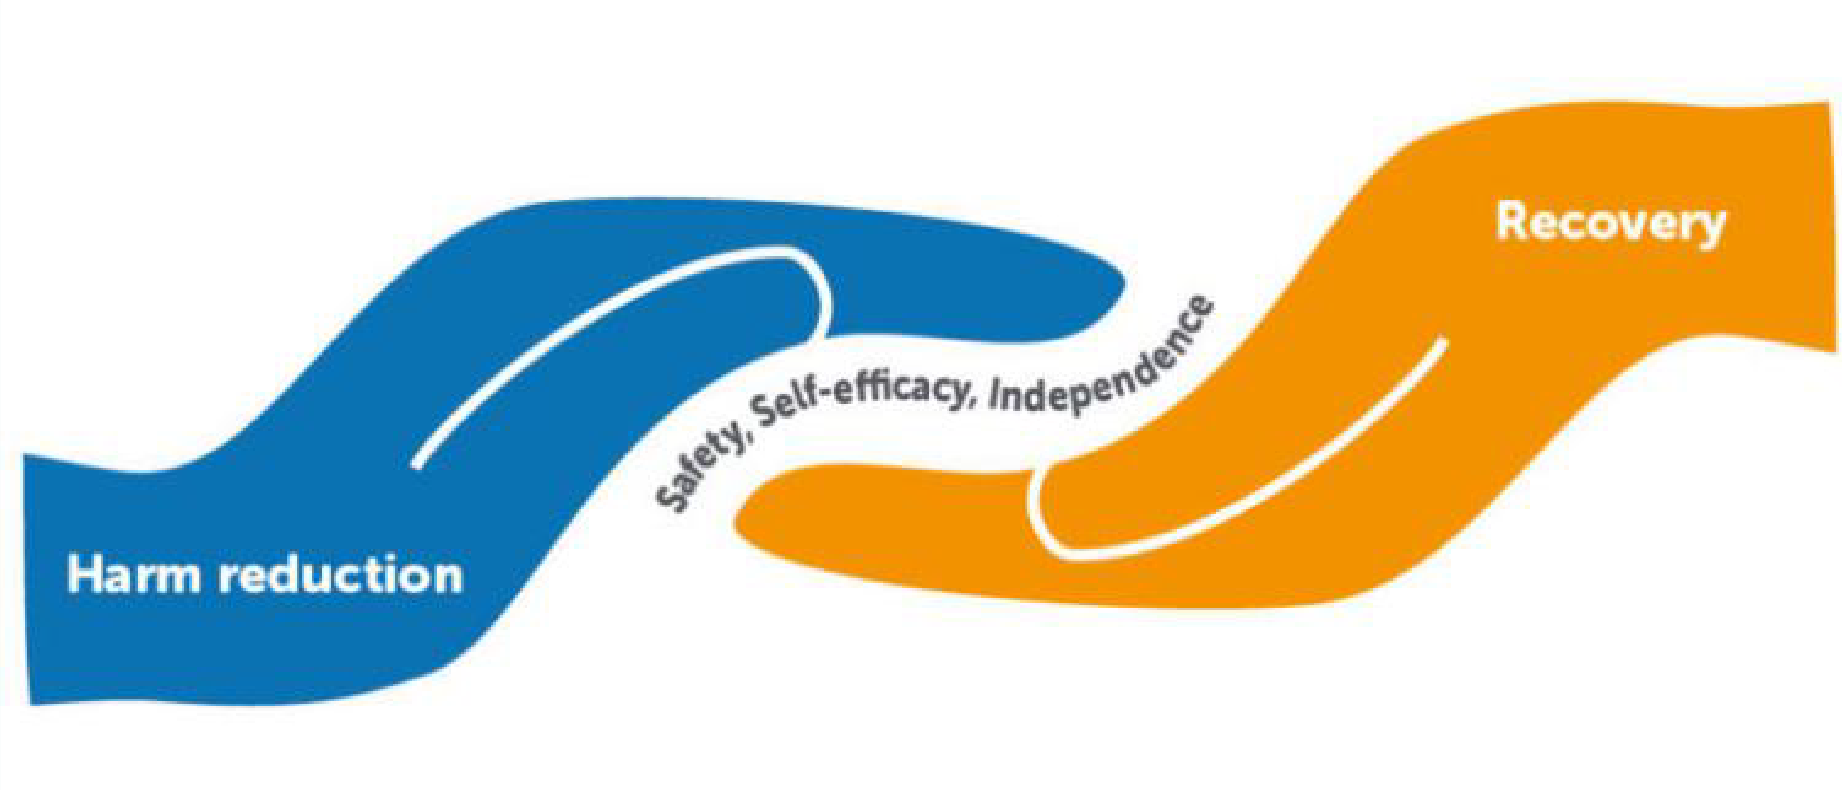 Harm reduction
Safety, Self-efficacy, Independence
Recovery